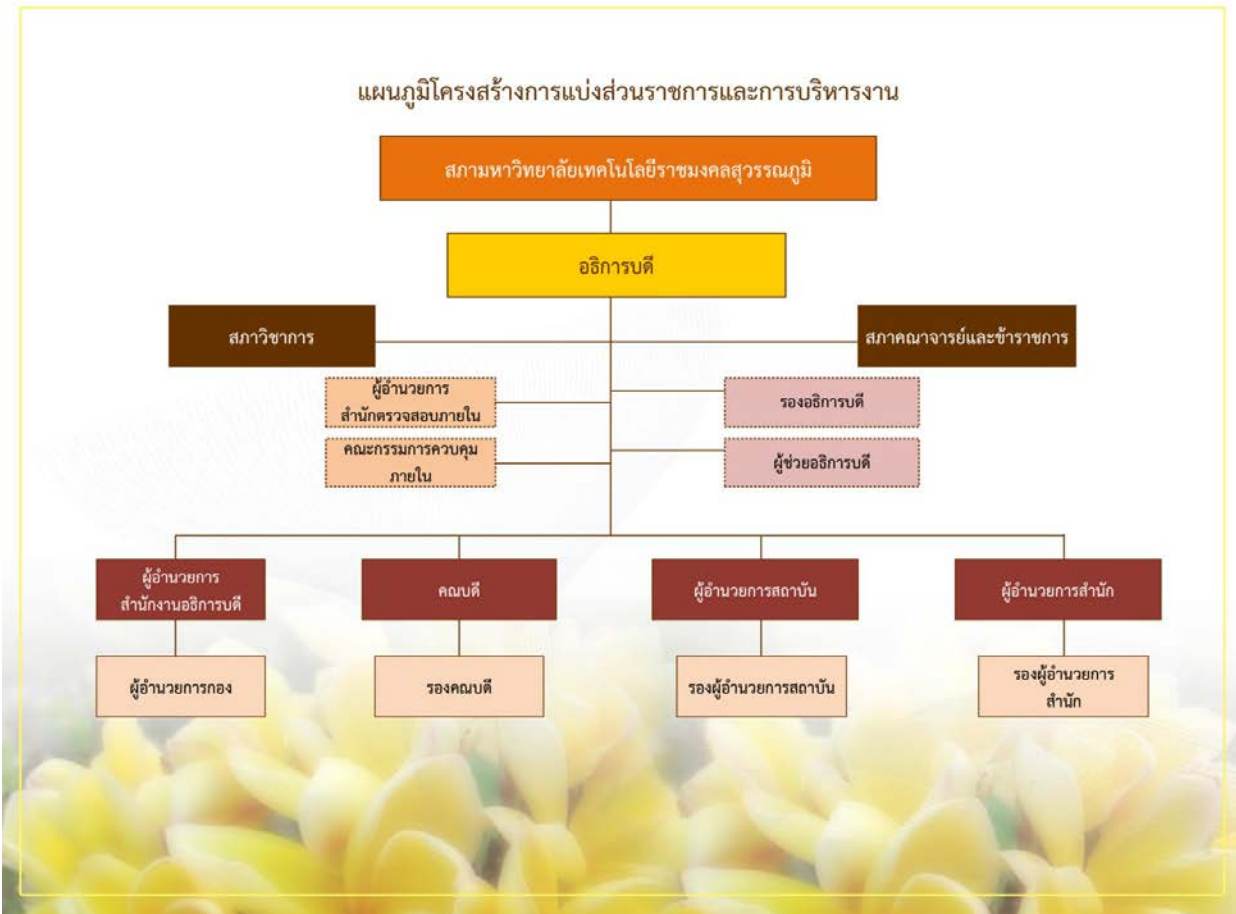 แผนภูมิโครงสร้างการแบ่งส่วนราชการและการบริหารงาน
สภามหาวิทยาลัยเทคโนโลยีราชมงคลสุวรรณภูมิ
อธิการบดี
สภาวิชาการ
สภาคณาจารย์และข้าราชการ
ผู้อำนวยการ
สำนักตรวจสอบภายใน
รองอธิการบดี
คณะกรรมการควบคุม
ภายใน
ผู้ช่วยอธิการบดี
ผู้อำนวยการ
สำนักงานอธิการบดี
คณบดี
ผู้อำนวยการสถาบัน
ผู้อำนวยการสำนัก
ผู้อำนวยการกอง
รองคณบดี
รองผู้อำนวยการสถาบัน
รองผู้อำนวยการ
สำนัก